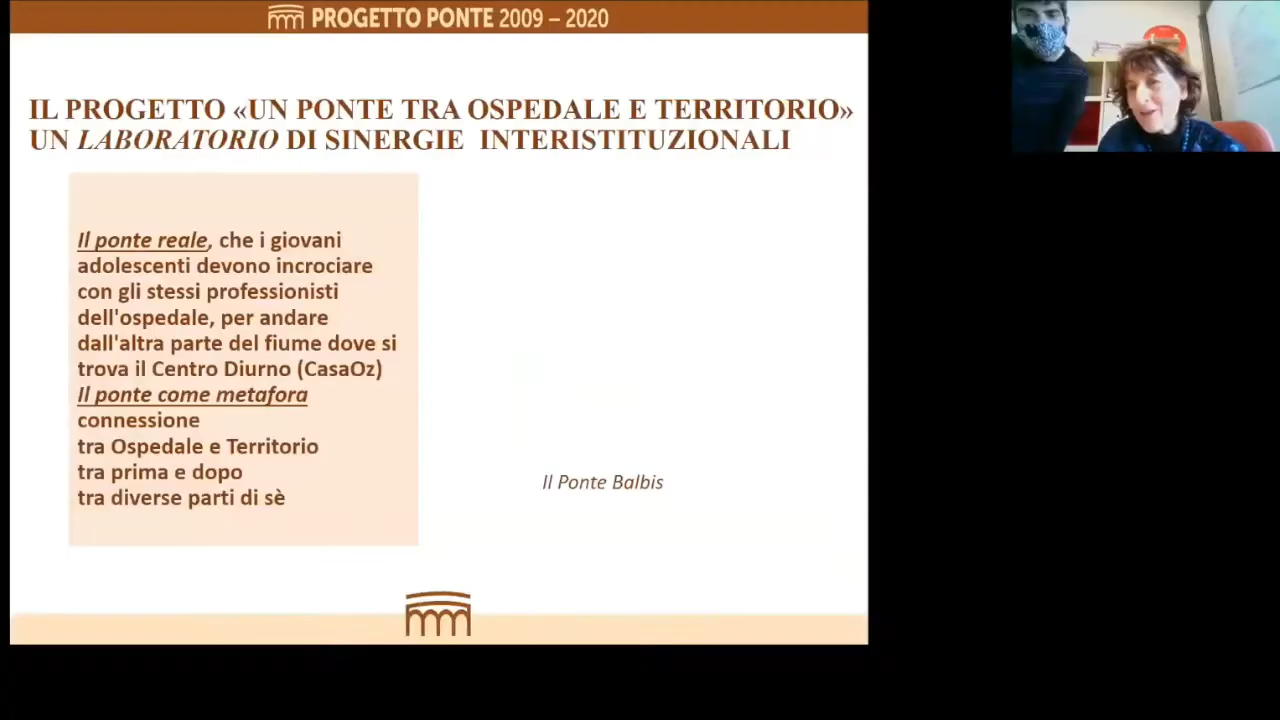 PROGETTO PONTE 2009 – 2020
IL PROGETTO «UN PONTE TRA OSPEDALE E TERRITORIO»
UN LABORATORIO DI SINERGIE INTERISTITUZIONALI
Il ponte reale, che i giovani
adolescenti devono incrociare
con gli stessi professionisti
dell'ospedale, per andare
dall'altra parte del fiume dove si
trova il Centro Diurno (CasaOz)
Il ponte come metafora
connessione
tra Ospedale e Territorio
tra prima e dopo
tra diverse parti di sè
Il Ponte Balbis